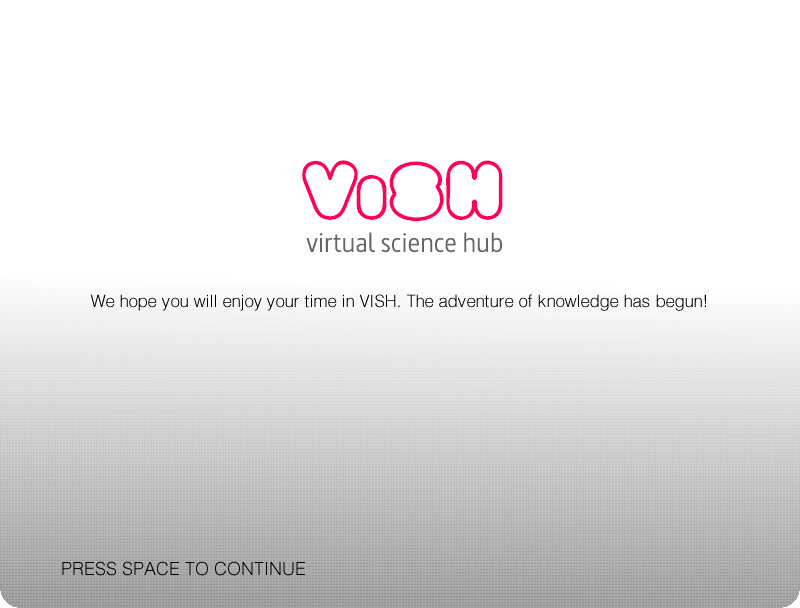 ViSH
virtual science hub
We hope you will enjoy your time in VISH. The adventure of knowledge has begun!
PRESS SPACE TO CONTINUE